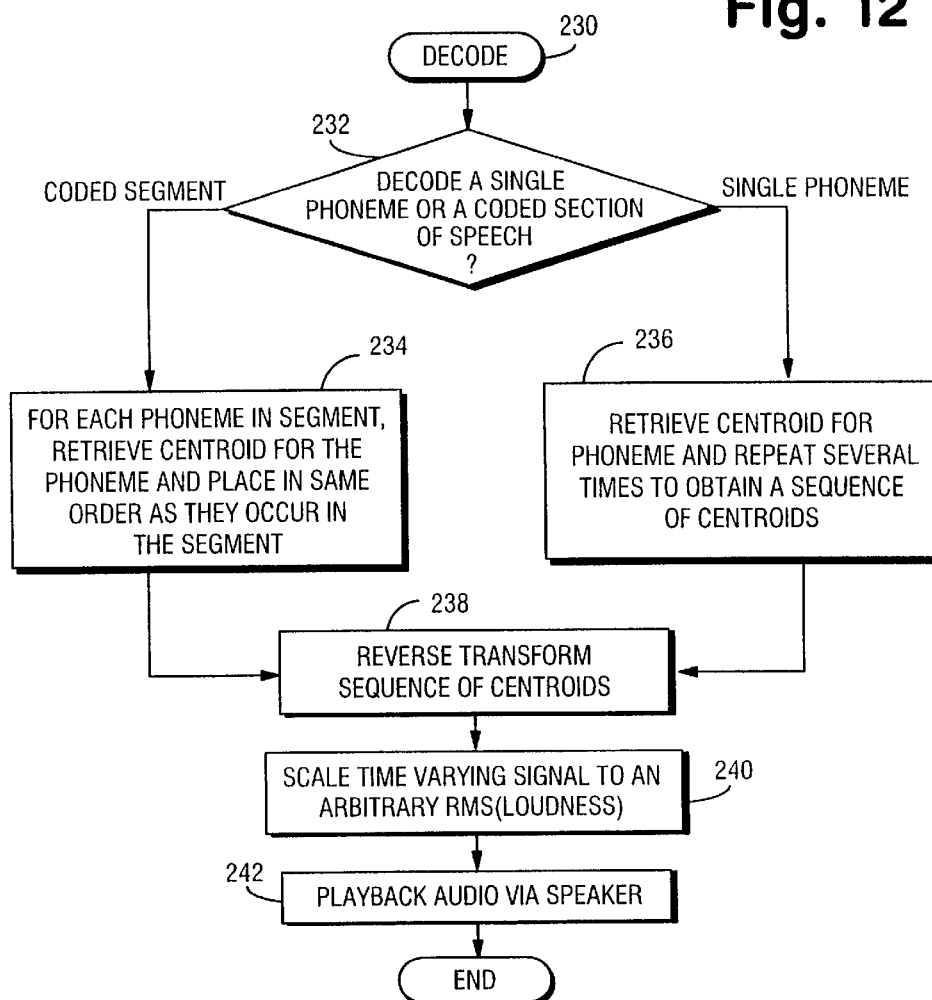 Fig. 12
230
DECODE
232
CODED SEGMENT
DECODE A SINGLE
PHONEME OR A CODED SECTION
OF SPEECH
?
SINGLE PHONEME
234
FOR EACH PHONEME IN SEGMENT,
RETRIEVE CENTROID FOR THE
PHONEME AND PLACE IN SAME
ORDER AS THEY OCCUR IN
THE SEGMENT
236
RETRIEVE CENTROID FOR
PHONEME AND REPEAT SEVERAL
TIMES TO OBTAIN A SEQUENCE
OF CENTROIDS
238
REVERSE TRANSFORM
SEQUENCE OF CENTROIDS
SCALE TIME VARYING SIGNAL TO AN
ARBITRARY RMS(LOUDNESS)
240
242
PLAYBACK AUDIO VIA SPEAKER
END